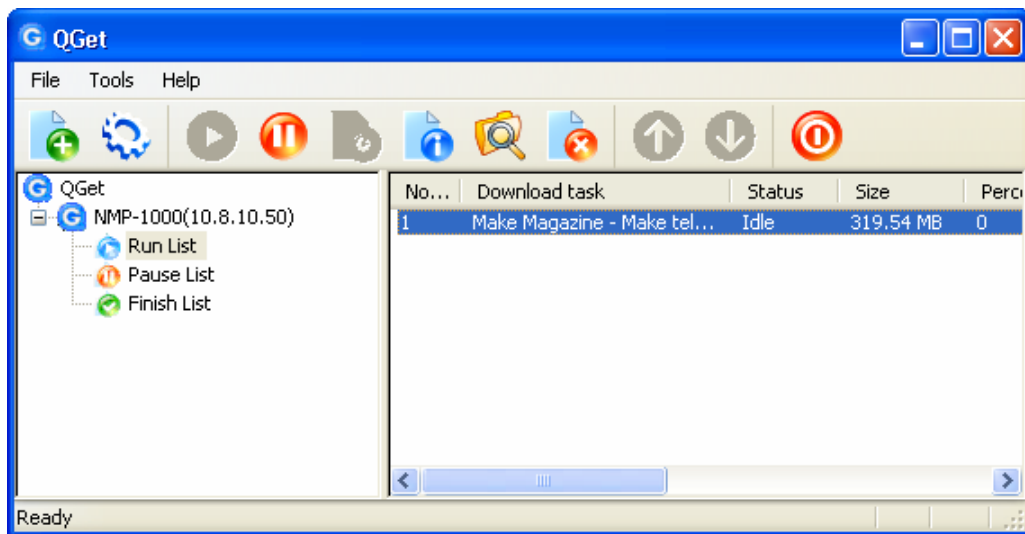 QGet
File Tools Help
QGet
NMP-1000(10.8.10.50)
Run List
Pause List
Finish List
No... Download task Status Size Perc
1 Make Magazine - Make tel... Idle 319.54 MB 0
Ready